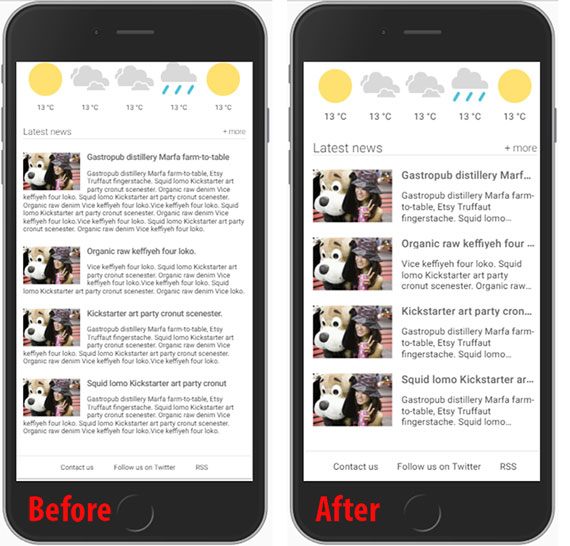 13 °C 13 °C 13 °C 13 °C 13 °C
Latest news + more
Gastropub distillery Marfa farm-to-table
Gastropub distillery Marfa farm-to-table, Etsy
Truffaut fingerstache. Squid lomo Kickstarter
art party cronut scenester. Organic raw denim Vice
keffiyeh four loko. Squid lomo Kickstarter art party cronut scenester.
Organic raw denim Vice keffiyeh four loko.Vice keffiyeh four loko. Squid
lomo Kickstarter art party cronut scenester. Organic raw denim Vice
keffiyeh four loko.Vice keffiyeh four loko.
Organic raw keffiyeh four loko.
Vice keffiyeh four loko. Squid lomo Kickstarter art
party cronut scenester. Organic raw denim Vice
keffiyeh four loko.Vice keffiyeh four loko. Squid
lomo Kickstarter art party cronut scenester. Organic raw denim Vice four loko.
Kickstarter art party cronut scenester.
Gastropub distillery Marfa farm-to-table, Etsy
Truffaut fingerstache. Squid lomo Kickstarter
art party cronut scenester. Organic raw denim Vice
keffiyeh four loko. Squid lomo Kickstarter art party cronut scenester.
Organic raw denim Vice keffiyeh four loko.Vice keffiyeh four loko.
Squid lomo Kickstarter art party cronut
Gastropub distillery Marfa farm-to-table, Etsy
Truffaut fingerstache. Squid lomo Kickstarter
art party cronut scenester. Organic raw denim Vice
keffiyeh four loko. Squid lomo Kickstarter art party cronut scenester.
Organic raw denim Vice keffiyeh four loko.Vice keffiyeh four loko.
Contact us Follow us on Twitter RSS
Before
13 °C 13 °C 13 °C 13 °C 13 °C
Latest news + more
Gastropub distillery Marf...
Gastropub distillery Marfa farm-
to-table, Etsy Truffaut
fingerstache. Squid lomo...
Organic raw keffiyeh four ...
Vice keffiyeh four loko. Squid
lomo Kickstarter art party
cronut scenester. Organic raw...
Kickstarter art party cron...
Gastropub distillery Marfa farm-
to-table, Etsy Truffaut
fingerstache. Squid lomo...
Squid lomo Kickstarter ar...
Gastropub distillery Marfa farm-
to-table, Etsy Truffaut
fingerstache. Squid lomo...
Contact us Follow us on Twitter RSS
After